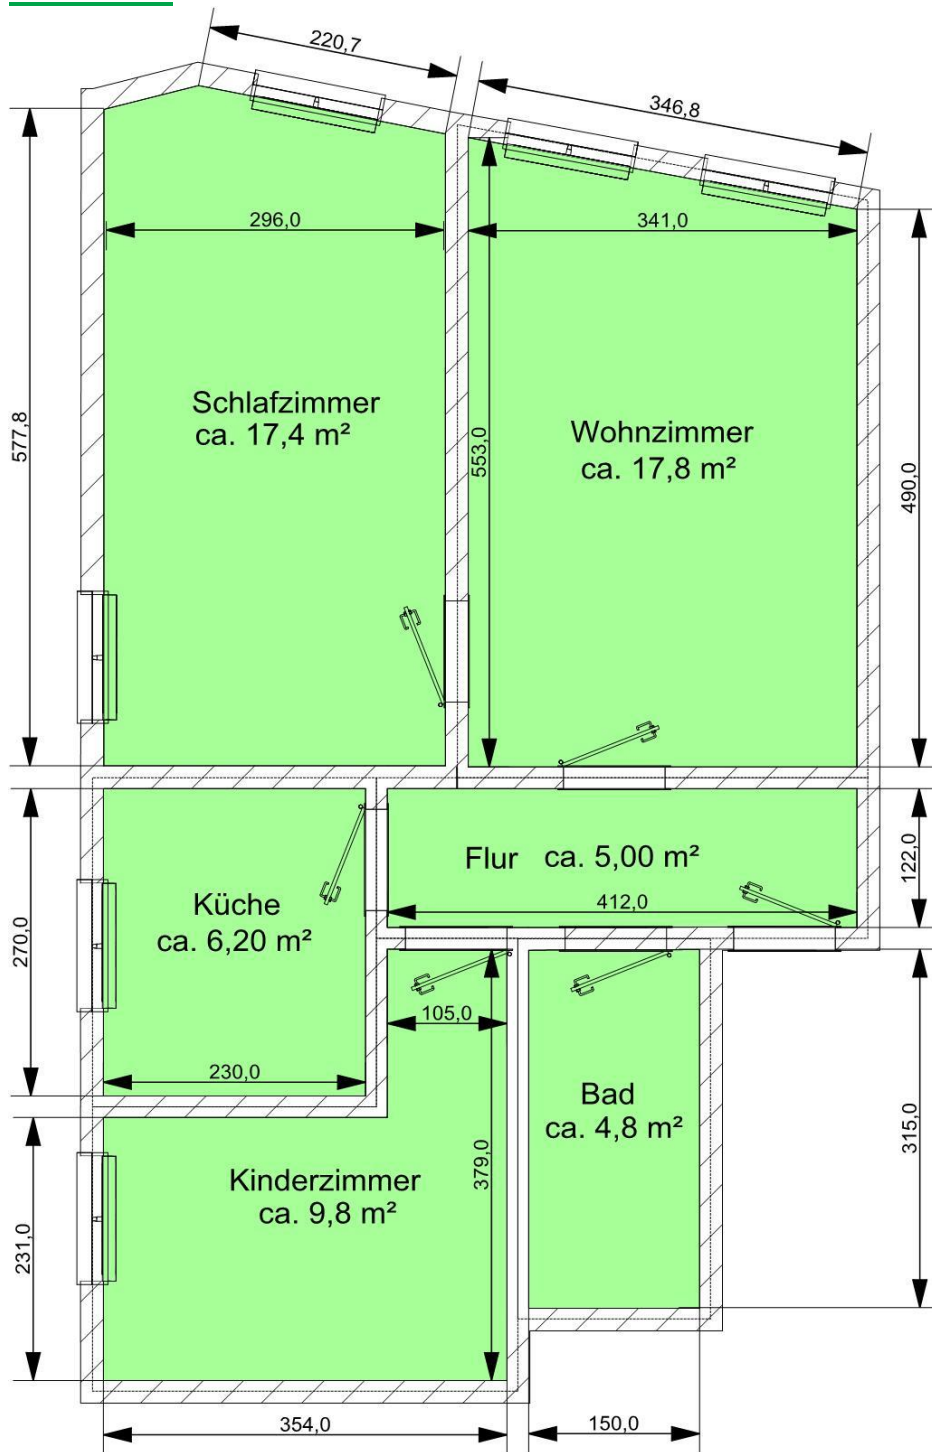 220,7
346,8
296,0
341,0
577,8
Schlafzimmer
ca. 17,4 m²
553,0
Wohnzimmer
ca. 17,8 m²
490,0
Flur ca. 5,00 m²
122,0
412,0
Küche
ca. 6,20 m²
270,0
230,0
105,0
Bad
ca. 4,8 m²
315,0
379,0
Kinderzimmer
ca. 9,8 m²
231,0
354,0
150,0